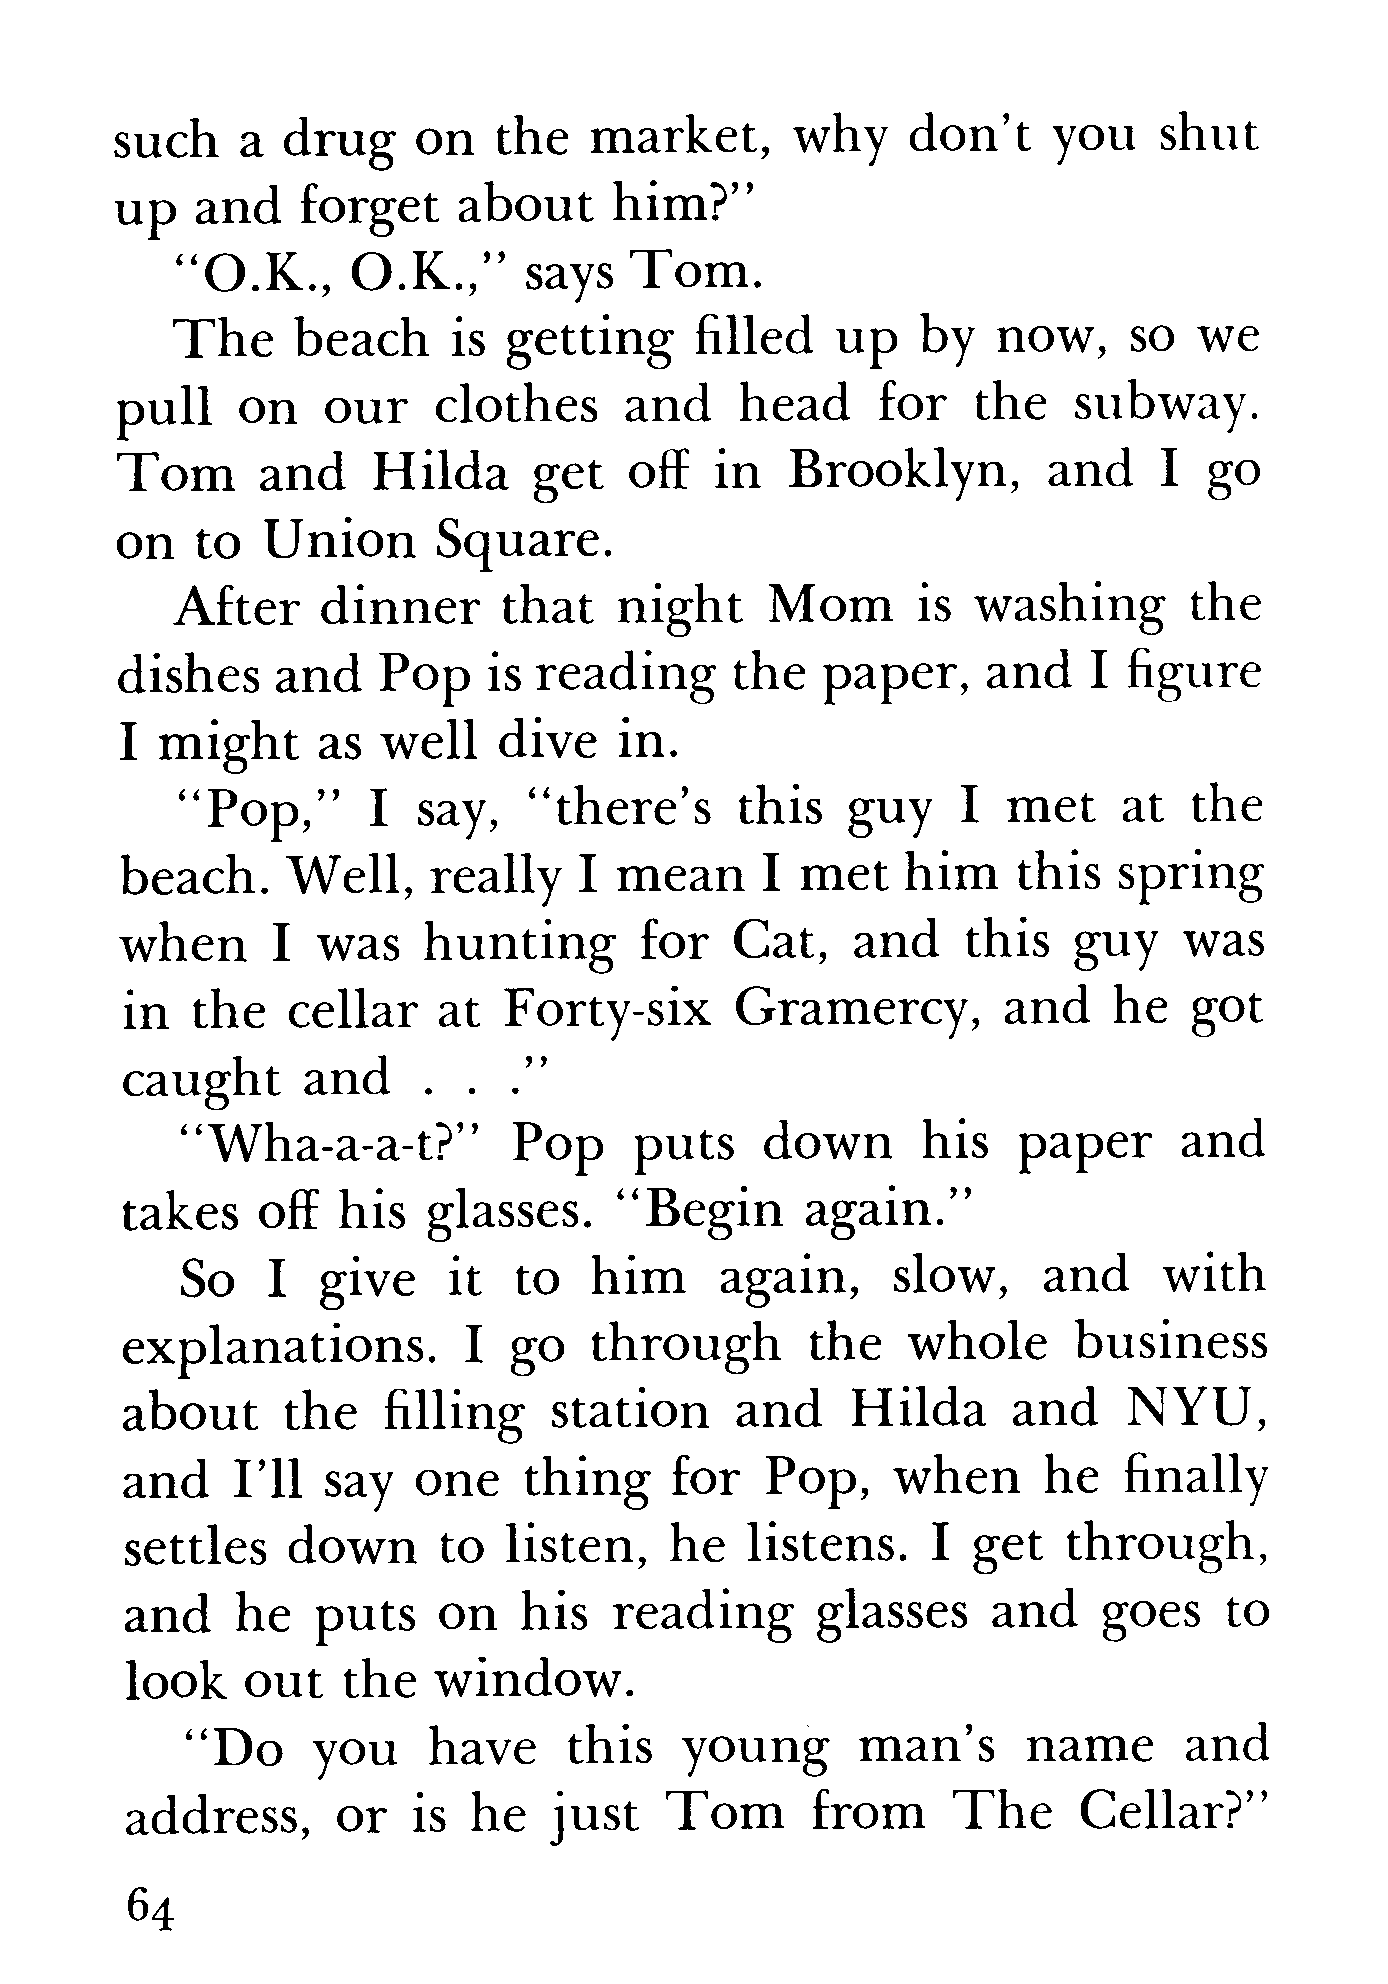 such a drug on the market, why don't you shut
up and forget about him?"
"O.K., O.K.," says Tom.
The beach is getting filled up by now, so we
pull on our clothes and head for the subway.
Tom and Hilda get off in Brooklyn, and I go
on to Union Square.
After dinner that night Mom is washing the
dishes and Pop is reading the paper, and I figure
I might as well dive in.
"Pop," I say, "there's this guy I met at the
beach. Well, really I mean I met him this spring
when I was hunting for Cat, and this guy was
in the cellar at Forty-six Gramercy, and he got
caught and . . ."
"Wha-a-a-t?" Pop puts down his paper and
takes off his glasses. "Begin again."
So I give it to him again, slow, and with
explanations. I go through the whole business
about the filling station and Hilda and NYU,
and I'll say one thing for Pop, when he finally
settles down to listen, he listens. I get through,
and he puts on his reading glasses and goes to
look out the window.
"Do you have this young man's name and
address, or is he just Tom from The Cellar?"
64